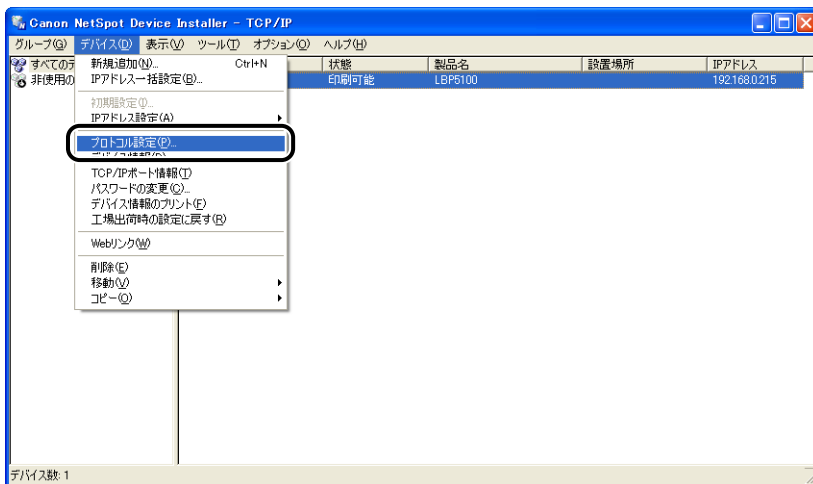 Canon NetSpot Device Installer - TCP/IP
グループ(G) デバイス(D) 表示(V) ツール(T) オプション(O) ヘルプ(H)
すべてのデ
非使用の
新規追加(N)... Ctrl+N
IPアドレス一括設定(B)...
初期設定(I)...
IPアドレス設定(A)
プロトコル設定(P)...
デバイス情報(D)
TCP/IPポート情報(T)
パスワードの変更(C)...
デバイス情報のプリント(F)
工場出荷時の設定に戻す(R)
Webリンク(W)
削除(E)
移動(V)
コピー(O)
状態 製品名 設置場所 IPアドレス
印刷可能 LBP5100 192.168.0.215
デバイス数: 1